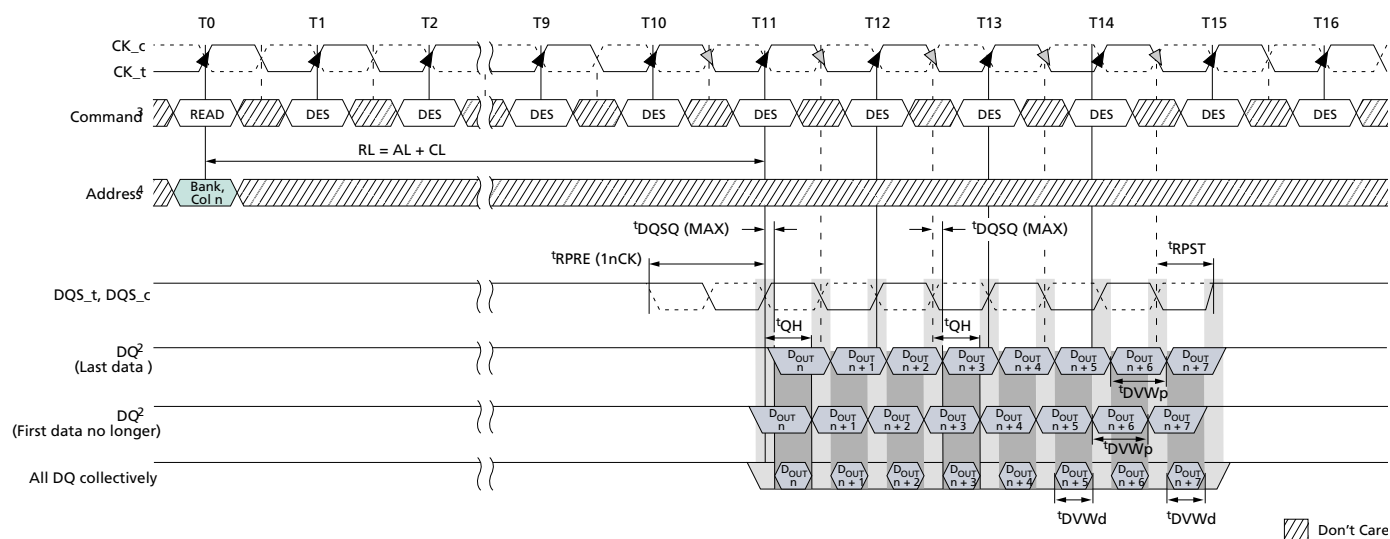 T0 T1 T2 T9 T10 T11 T12 T13 T14 T15 T16
CK_c
CK_t
Command3 READ DES DES DES DES DES DES DES DES DES DES
RL = AL + CL
Address4 Bank,
Col n
tDQSQ (MAX) tDQSQ (MAX)
tRPRE (1nCK) tRPST
DQS_t, DQS_c
tQH tQH
DQ2
(Last data )
DOUT n DOUT n + 1 DOUT n + 2 DOUT n + 3 DOUT n + 4 DOUT n + 5 DOUT n + 6 DOUT n + 7
tDVWp
DQ2
(First data no longer)
DOUT n DOUT n + 1 DOUT n + 2 DOUT n + 3 DOUT n + 4 DOUT n + 5 DOUT n + 6 DOUT n + 7
tDVWp
All DQ collectively
DOUT n DOUT n + 1 DOUT n + 2 DOUT n + 3 DOUT n + 4 DOUT n + 5 DOUT n + 6 DOUT n + 7
tDVWd tDVWd
Don't Care